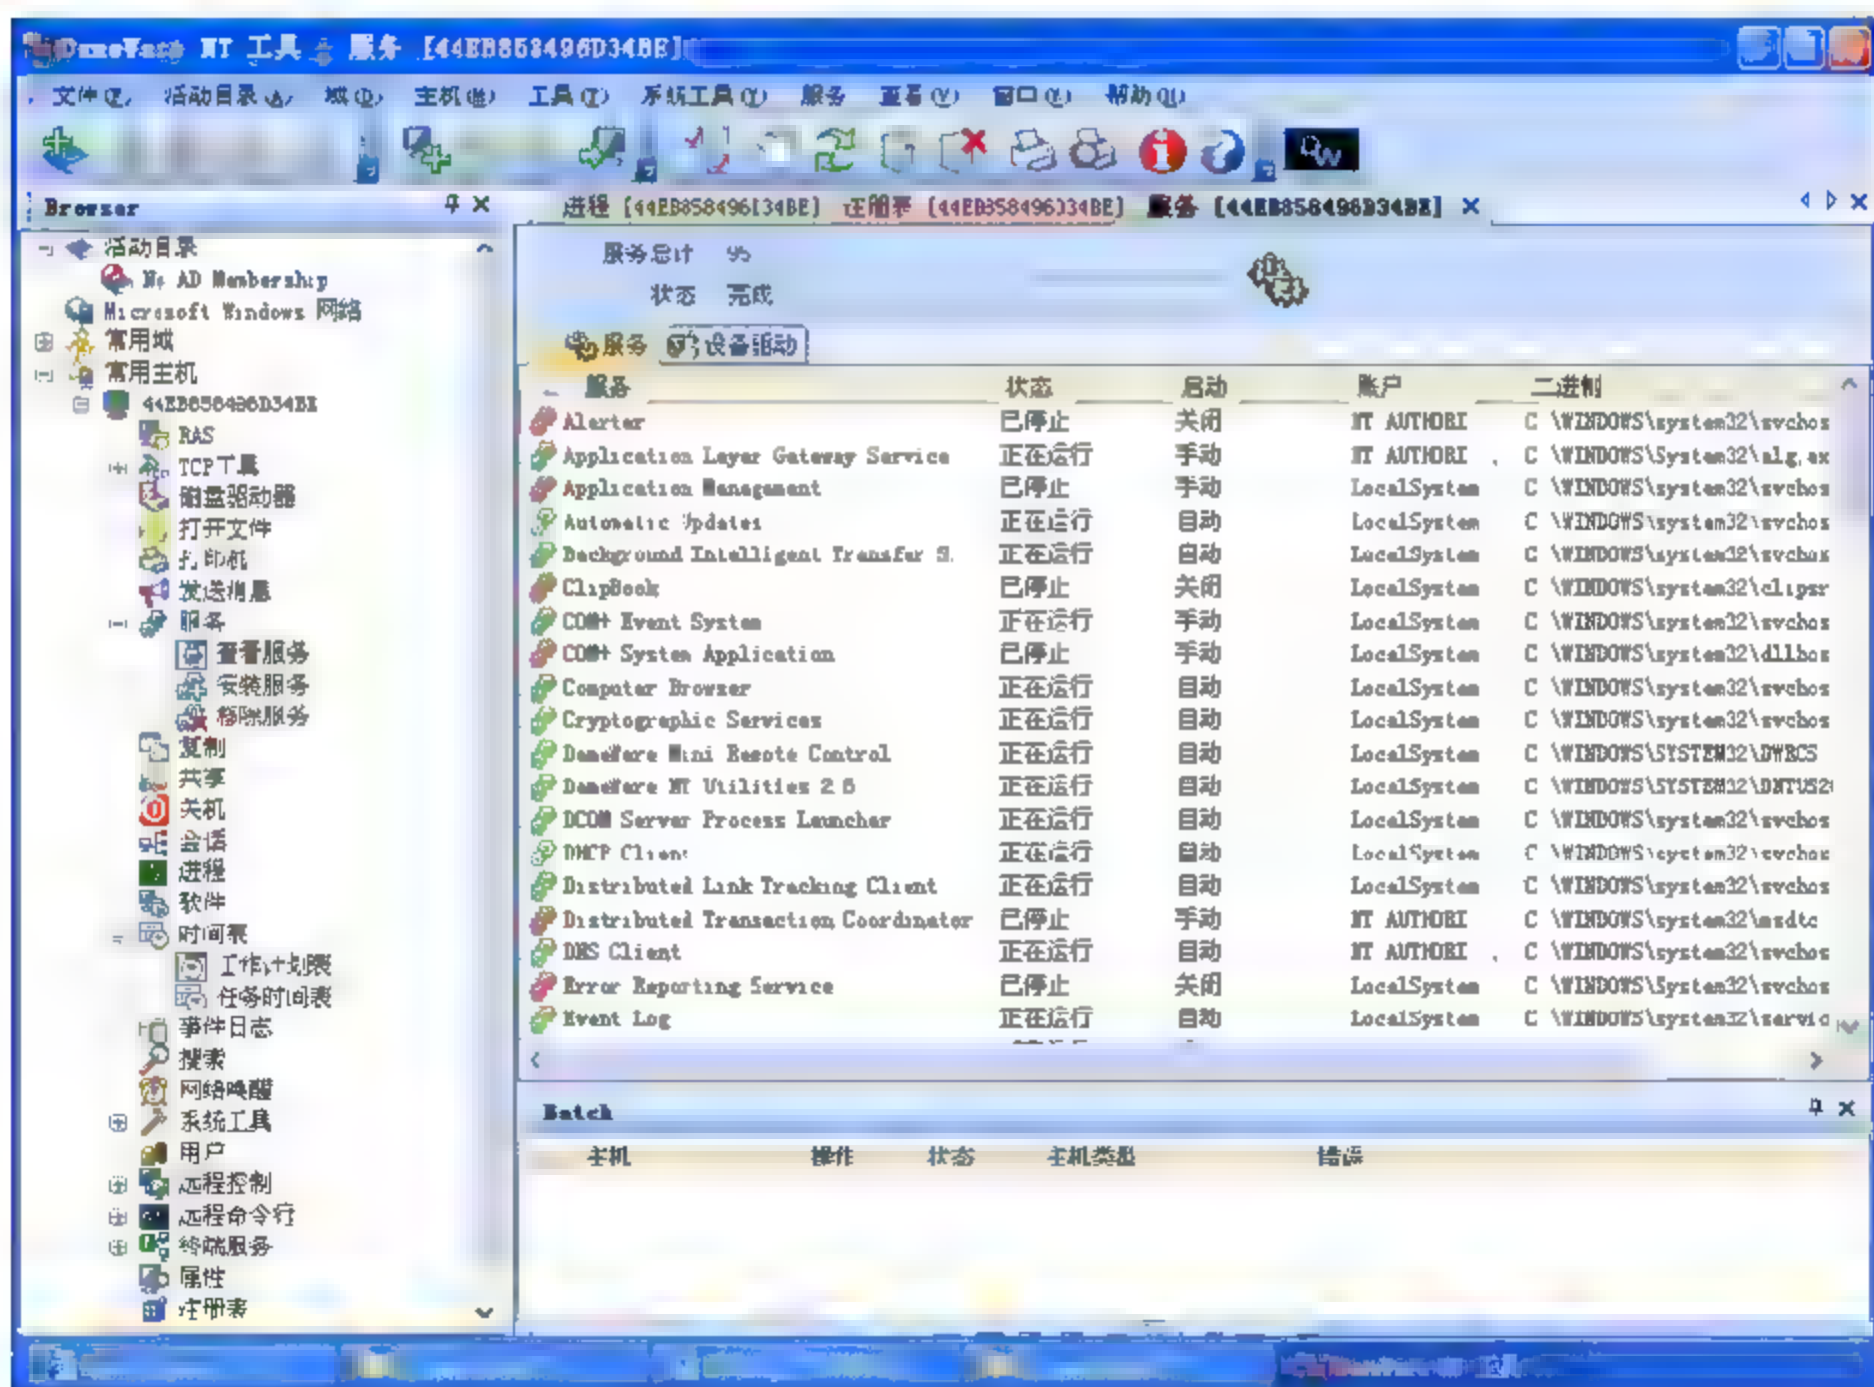 NT 工具 - 服务 [44EB858496D34BE]
文件(F) 活动目录(A) 域(D) 主机(M) 工具(T) 系统工具(Y) 服务 查看(V) 窗口(W) 帮助(H)
Browser
进程 [44EB858496D34BE] 注册表 [44EB858496D34BE] 服务 [44EB858496D34BE]
活动目录
No AD Membership
Microsoft Windows 网络
常用域
常用主机
44EB858496D34BE
RAS
TCP工具
磁盘驱动器
打开文件
打印机
发送消息
服务
查看服务
安装服务
移除服务
复制
共享
关机
会话
进程
软件
时间表
工作计划表
任务时间表
事件日志
搜索
网络唤醒
系统工具
用户
远程控制
远程命令行
终端服务
属性
注册表
服务总计 95
状态 完成
服务 设备驱动
服务 状态 启动 账户 二进制
Alerter 已停止 关闭 NT AUTHORI C \WINDOWS\system32\svchos
Application Layer Gateway Service 正在运行 手动 NT AUTHORI . C \WINDOWS\System32\alg.ex
Application Management 已停止 手动 LocalSystem C \WINDOWS\system32\svchos
Automatic Updates 正在运行 自动 LocalSystem C \WINDOWS\system32\svchos
Background Intelligent Transfer S. 正在运行 自动 LocalSystem C \WINDOWS\system32\svchos
ClipBook 已停止 关闭 LocalSystem C \WINDOWS\system32\clipsr
COM+ Event System 正在运行 手动 LocalSystem C \WINDOWS\system32\svchos
COM+ System Application 已停止 手动 LocalSystem C \WINDOWS\system32\dllhos
Computer Browser 正在运行 自动 LocalSystem C \WINDOWS\system32\svchos
Cryptographic Services 正在运行 自动 LocalSystem C \WINDOWS\system32\svchos
DameWare Mini Remote Control 正在运行 自动 LocalSystem C \WINDOWS\SYSTEM32\DWRCS
DameWare NT Utilities 2 6 正在运行 自动 LocalSystem C \WINDOWS\SYSTEM32\DNTUS2
DCOM Server Process Launcher 正在运行 自动 LocalSystem C \WINDOWS\system32\svchos
DHCP Client 正在运行 自动 LocalSystem C \WINDOWS\system32\svchos
Distributed Link Tracking Client 正在运行 自动 LocalSystem C \WINDOWS\system32\svchos
Distributed Transaction Coordinator 已停止 手动 NT AUTHORI C \WINDOWS\system32\msdtc
DNS Client 正在运行 自动 NT AUTHORI . C \WINDOWS\system32\svchos
Error Reporting Service 已停止 关闭 LocalSystem C \WINDOWS\System32\svchos
Event Log 正在运行 自动 LocalSystem C \WINDOWS\system32\servic
Batch
主机 操作 状态 主机类型 错误